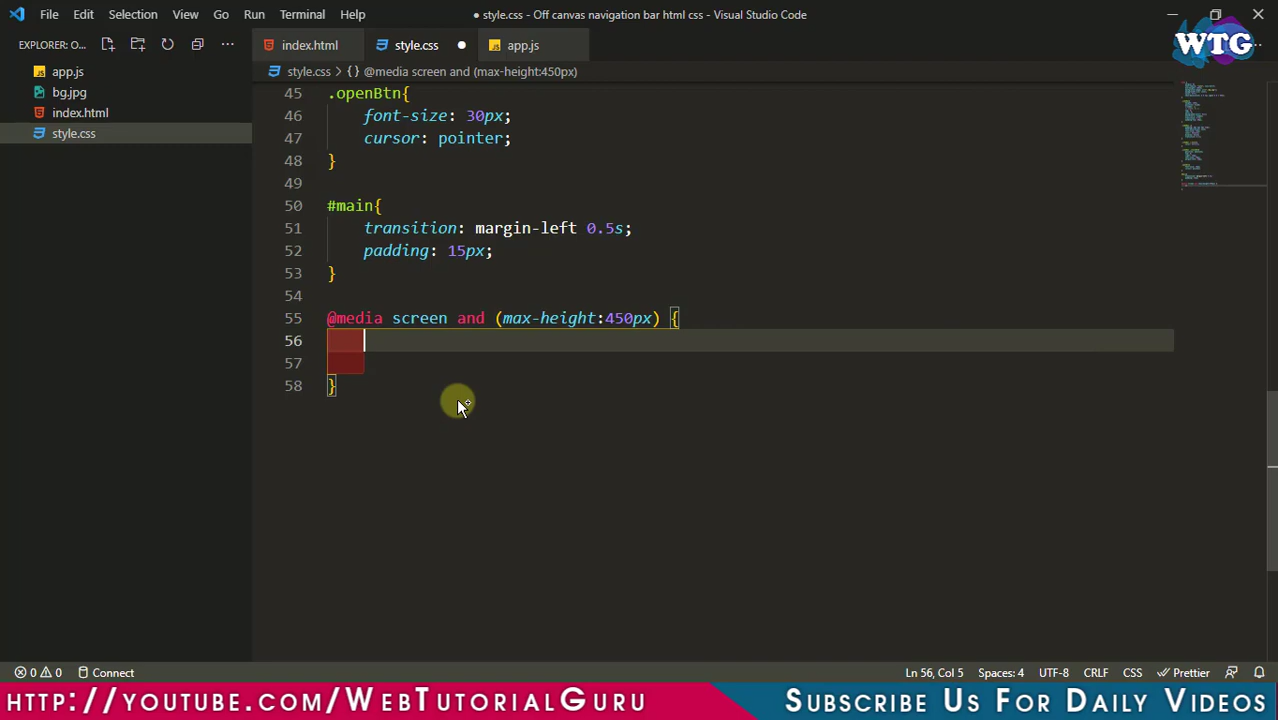 File Edit Selection View Go Run Terminal Help
● style.css - Off canvas navigation bar html css - Visual Studio Code
EXPLORER: O...
index.html
style.css
app.js
WTG
style.css > {} @media screen and (max-height:450px)
app.js
bg.jpg
index.html
style.css
45 .openBtn{
46 font-size: 30px;
47 cursor: pointer;
48 }
49
50 #main{
51 transition: margin-left 0.5s;
52 padding: 15px;
53 }
54
55 @media screen and (max-height:450px) {
56
57
58 }
0 0 Connect
Ln 56, Col 5 Spaces: 4 UTF-8 CRLF CSS Prettier
http://youtube.com/WebTutorialGuru
Subscribe Us For Daily Videos